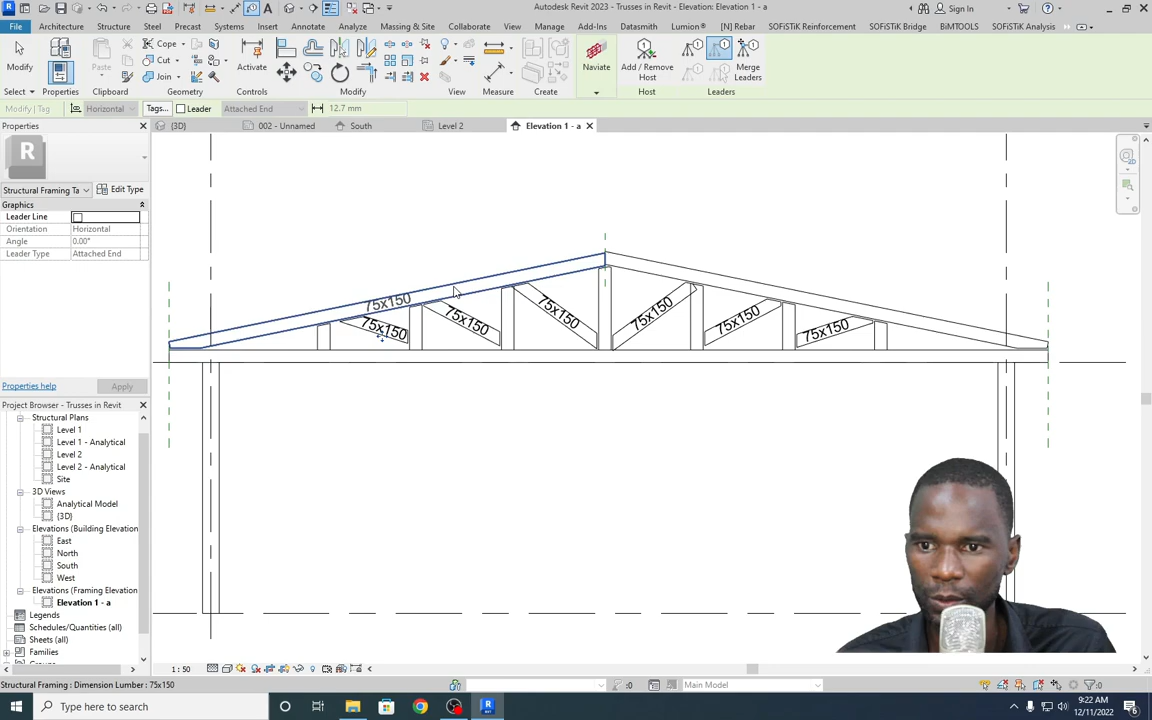 Autodesk Revit 2023 - Trusses in Revit - Elevation: Elevation 1 - a
Sign In
File Architecture Structure Steel Precast Systems Insert Annotate Analyze Massing & Site Collaborate View Manage Add-Ins Datasmith Lumion® [N] Rebar SOFiSTiK Reinforcement SOFiSTiK Bridge BiMTOOLS SOFiSTiK Analysis
Modify Properties Paste Cope Cut Join Activate Naviate Add / Remove Host Merge Leaders
Select Properties Clipboard Geometry Modify View Measure Create Host Leaders
Modify | Tag Horizontal Tags... Leader Attached End 12.7 mm
Properties
{3D} 002 - Unnamed South Level 2 Elevation 1 - a
Structural Framing Ta Edit Type
Graphics
Leader Line
Orientation Horizontal
Angle 0.00°
Leader Type Attached End
75x150
75x150
75x150
75x150
75x150
75x150
75x150
Properties help Apply
Project Browser - Trusses in Revit
Structural Plans
Level 1
Level 1 - Analytical
Level 2
Level 2 - Analytical
Site
3D Views
Analytical Model
{3D}
Elevations (Building Elevation
East
North
South
West
Elevations (Framing Elevation
Elevation 1 - a
Legends
Schedules/Quantities (all)
Sheets (all)
Families
1 : 50
Structural Framing : Dimension Lumber : 75x150
:0 Main Model :0
Type here to search
9:22 AM
12/11/2022